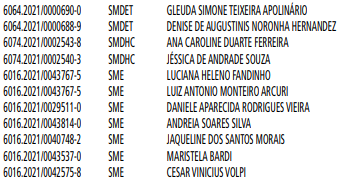 6064.2021/0000690-0 SMDET GLEUDA SIMONE TEIXEIRA APOLINÁRIO
6064.2021/0000688-9 SMDET DENISE DE AUGUSTINIS NORONHA HERNANDEZ
6074.2021/0002543-8 SMDHC ANA CAROLINE DUARTE FERREIRA
6074.2021/0002540-3 SMDHC JÉSSICA DE ANDRADE SOUZA
6016.2021/0043767-5 SME LUCIANA HELENO FANDINHO
6016.2021/0043767-5 SME LUIZ ANTONIO MONTEIRO ARCURI
6016.2021/0029511-0 SME DANIELE APARECIDA RODRIGUES VIEIRA
6016.2021/0043814-0 SME ANDREIA SOARES SILVA
6016.2021/0040748-2 SME JAQUELINE DOS SANTOS MORAIS
6016.2021/0043537-0 SME MARISTELA BARDI
6016.2021/0042575-8 SME CESAR VINICIUS VOLPI